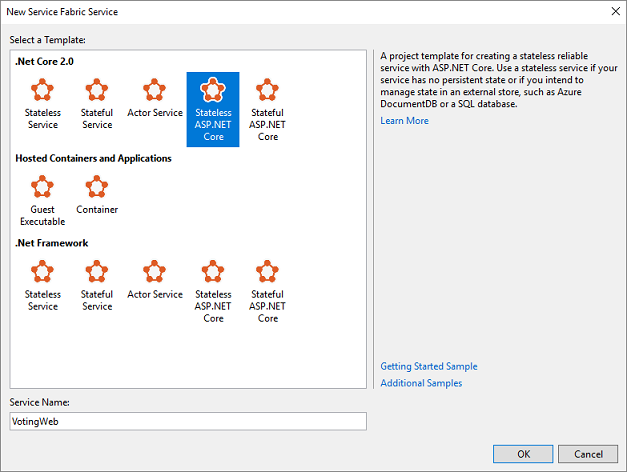 New Service Fabric Service
Select a Template:
.Net Core 2.0
Stateless Service
Stateful Service
Actor Service
Stateless ASP.NET Core
Stateful ASP.NET Core
Hosted Containers and Applications
Guest Executable
Container
.Net Framework
Stateless Service
Stateful Service
Actor Service
Stateless ASP.NET Core
Stateful ASP.NET Core
A project template for creating a stateless reliable
service with ASP.NET Core. Use a stateless service if your
service has no persistent state or if you intend to
manage state in an external store, such as Azure
DocumentDB or a SQL database.
Learn More
Getting Started Sample
Additional Samples
Service Name:
VotingWeb
OK
Cancel